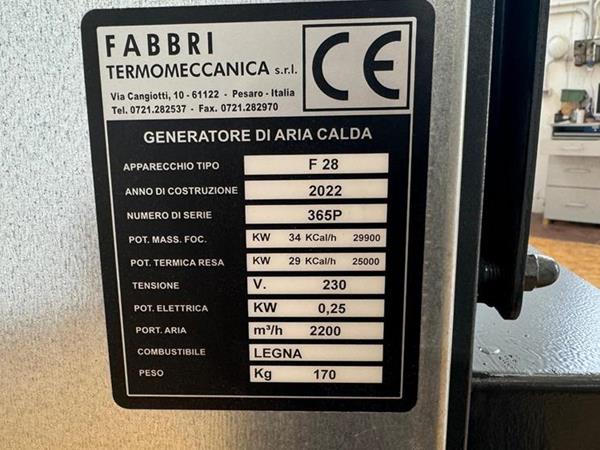 FABBRI
TERMOMECCANICA s.r.l.
Via Cangiotti, 10 - 61122 - Pesaro - Italia
Tel. 0721.282537 - Fax. 0721.282970
CE
GENERATORE DI ARIA CALDA
APPARECCHIO TIPO F 28
ANNO DI COSTRUZIONE 2022
NUMERO DI SERIE 365P
POT. MASS. FOC. KW 34 KCal/h 29900
POT. TERMICA RESA KW 29 KCal/h 25000
TENSIONE V. 230
POT. ELETTRICA KW 0,25
PORT. ARIA m³/h 2200
COMBUSTIBILE LEGNA
PESO Kg 170